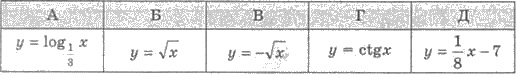 А Б В Г Д
y = log_{1/3} x y = √x y = -√x y = ctgx y = 1/8 x - 7